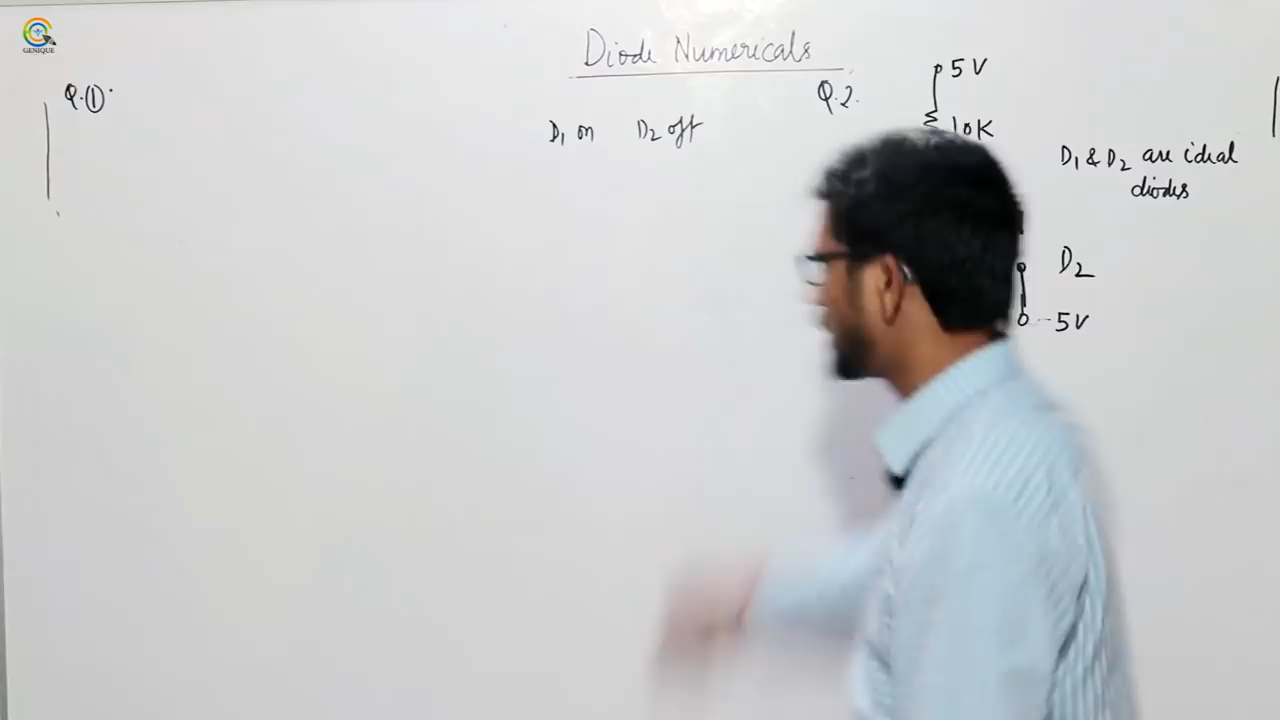 GENIQUE
Diode Numericals
Q.①.
Q.2.
5V
10K
D₁ on D₂ off
D₁ & D₂ are ideal
diodes
D₂
-5V